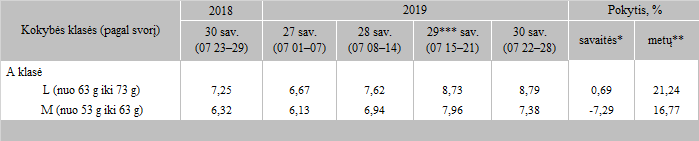 Kokybės klasės (pagal svorį) 2018 2019 Pokytis, %
30 sav. (07 23–29) 27 sav. (07 01–07) 28 sav. (07 08–14) 29*** sav. (07 15–21) 30 sav. (07 22–28) savaitės* metų**
A klasė
L (nuo 63 g iki 73 g) 7,25 6,67 7,62 8,73 8,79 0,69 21,24
M (nuo 53 g iki 63 g) 6,32 6,13 6,94 7,96 7,38 -7,29 16,77